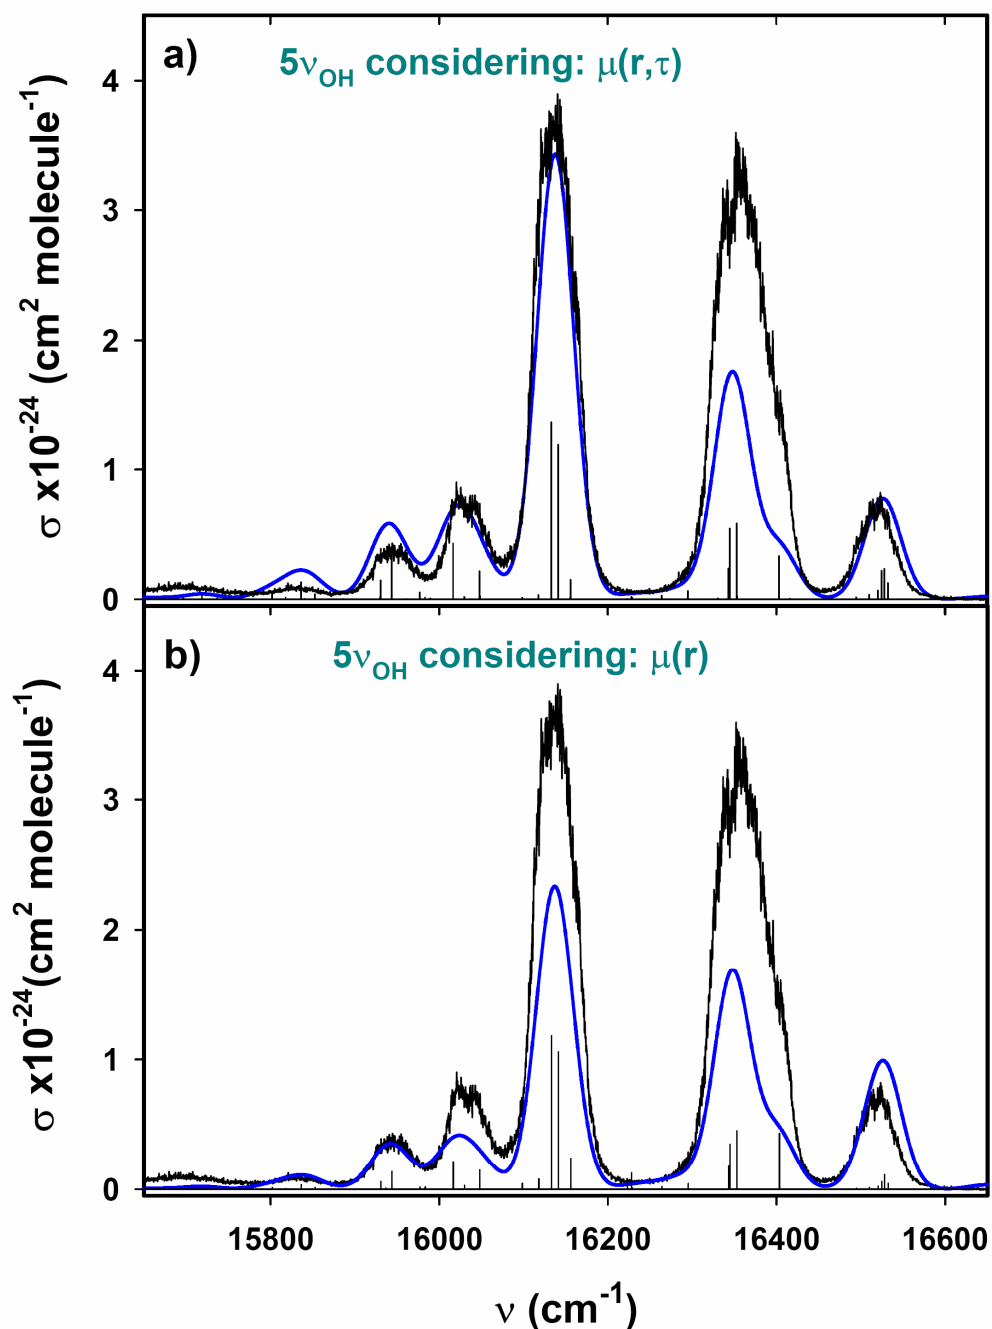 a)
5νOH considering: μ(r,τ)
σ x10-24 (cm2 molecule-1)
4
3
2
1
0
b)
5νOH considering: μ(r)
σ x10-24(cm2 molecule-1)
4
3
2
1
0
15800 16000 16200 16400 16600
ν (cm-1)